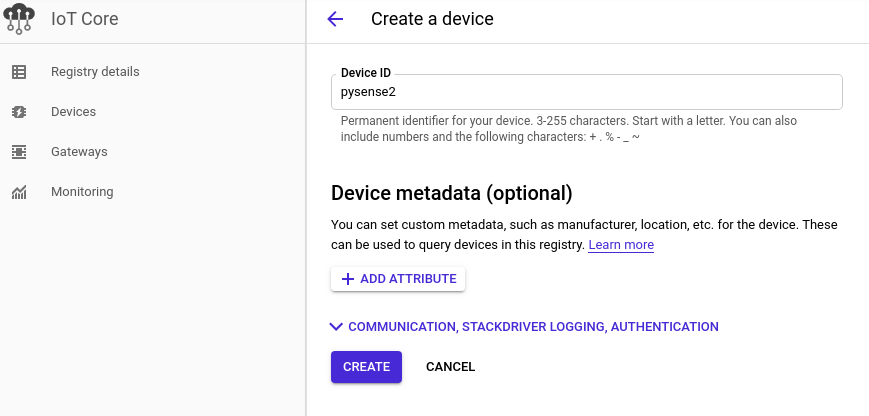 IoT Core
Registry details
Devices
Gateways
Monitoring
Create a device
Device ID
pysense2
Permanent identifier for your device. 3-255 characters. Start with a letter. You can also
include numbers and the following characters: + . % - _ ~
Device metadata (optional)
You can set custom metadata, such as manufacturer, location, etc. for the device. These
can be used to query devices in this registry. Learn more
ADD ATTRIBUTE
COMMUNICATION, STACKDRIVER LOGGING, AUTHENTICATION
CREATE CANCEL